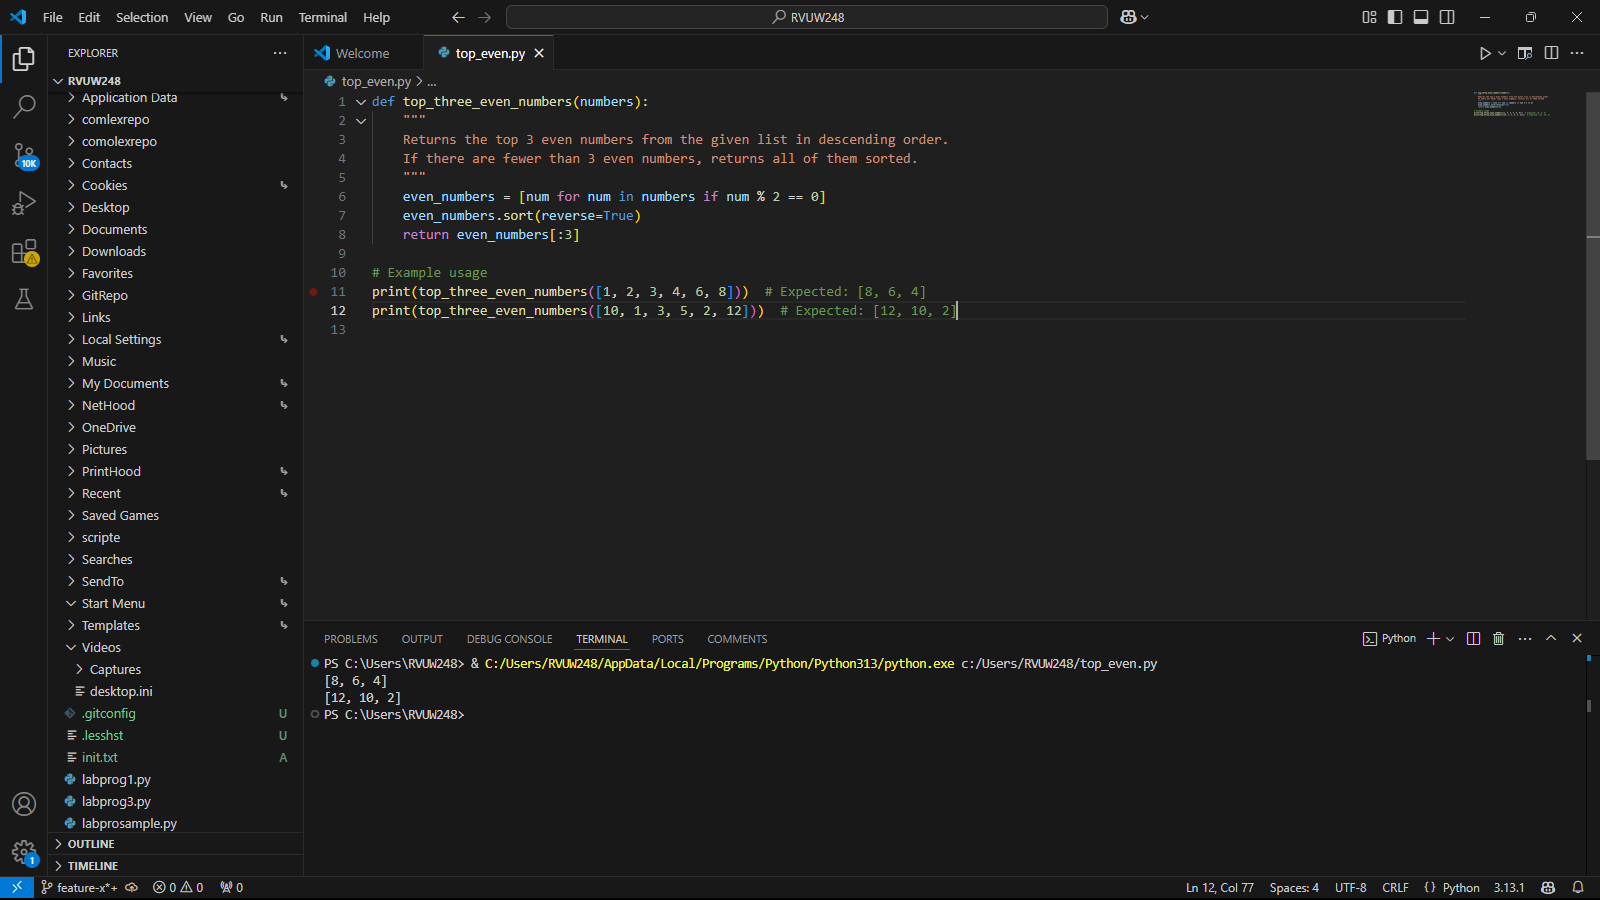 File Edit Selection View Go Run Terminal Help
RVUW248
EXPLORER
RVUW248
Application Data
comlexrepo
comolexrepo
Contacts
Cookies
Desktop
Documents
Downloads
Favorites
GitRepo
Links
Local Settings
Music
My Documents
NetHood
OneDrive
Pictures
PrintHood
Recent
Saved Games
scripte
Searches
SendTo
Start Menu
Templates
Videos
Captures
desktop.ini
.gitconfig U
.lesshst U
init.txt A
labprog1.py
labprog3.py
labprosample.py
OUTLINE
TIMELINE
10K
1
Welcome
top_even.py
top_even.py > ...
1 def top_three_even_numbers(numbers):
2 """
3 Returns the top 3 even numbers from the given list in descending order.
4 If there are fewer than 3 even numbers, returns all of them sorted.
5 """
6 even_numbers = [num for num in numbers if num % 2 == 0]
7 even_numbers.sort(reverse=True)
8 return even_numbers[:3]
9
10 # Example usage
11 print(top_three_even_numbers([1, 2, 3, 4, 6, 8])) # Expected: [8, 6, 4]
12 print(top_three_even_numbers([10, 1, 3, 5, 2, 12])) # Expected: [12, 10, 2]
13
PROBLEMS OUTPUT DEBUG CONSOLE TERMINAL PORTS COMMENTS
Python
PS C:\Users\RVUW248> & C:/Users/RVUW248/AppData/Local/Programs/Python/Python313/python.exe c:/Users/RVUW248/top_even.py
[8, 6, 4]
[12, 10, 2]
PS C:\Users\RVUW248>
feature-x*+ 0 0 0
Ln 12, Col 77 Spaces: 4 UTF-8 CRLF {} Python 3.13.1